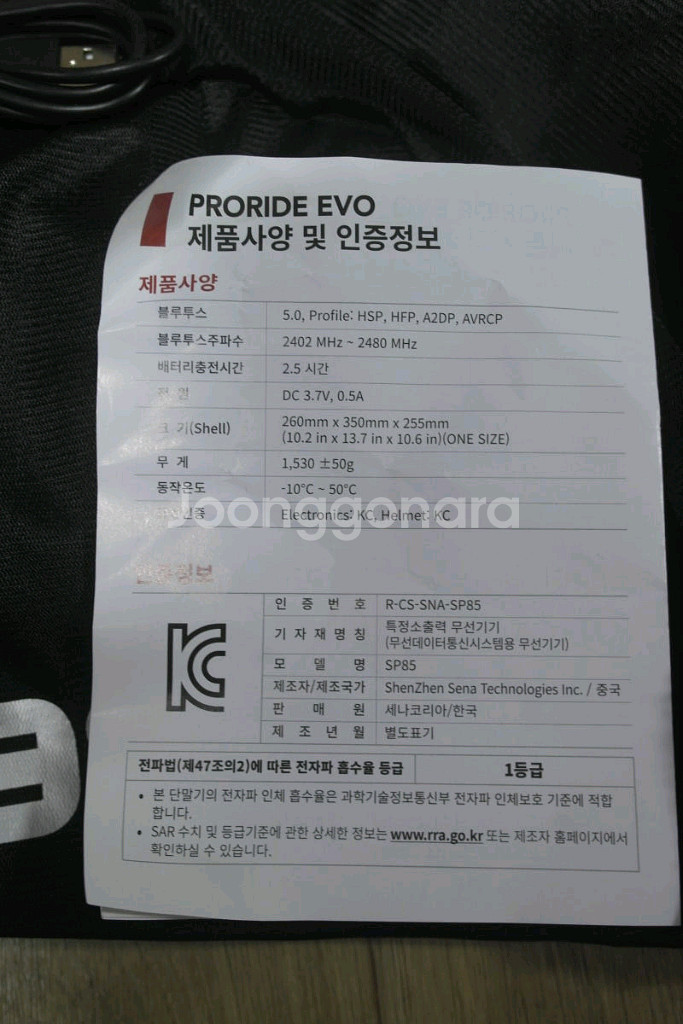 PRORIDE EVO
제품사양 및 인증정보
제품사양
블루투스 5.0, Profile: HSP, HFP, A2DP, AVRCP
블루투스주파수 2402 MHz ~ 2480 MHz
배터리충전시간 2.5 시간
전 원 DC 3.7V, 0.5A
크 기(Shell) 260mm x 350mm x 255mm
(10.2 in x 13.7 in x 10.6 in)(ONE SIZE)
무 게 1,530 ±50g
동작온도 -10°C ~ 50°C
인증 Electronics: KC, Helmet: KC
Joonggonara
인증정보
KC
인 증 번 호 R-CS-SNA-SP85
기 자 재 명 칭 특정소출력 무선기기
(무선데이터통신시스템용 무선기기)
모 델 명 SP85
제조자/제조국가 ShenZhen Sena Technologies Inc. / 중국
판 매 원 세나코리아/한국
제 조 년 월 별도표기
전파법(제47조의2)에 따른 전자파 흡수율 등급 1등급
• 본 단말기의 전자파 인체 흡수율은 과학기술정보통신부 전자파 인체보호 기준에 적합
합니다.
• SAR 수치 및 등급기준에 관한 상세한 정보는 www.rra.go.kr 또는 제조자 홈페이지에서
확인하실 수 있습니다.